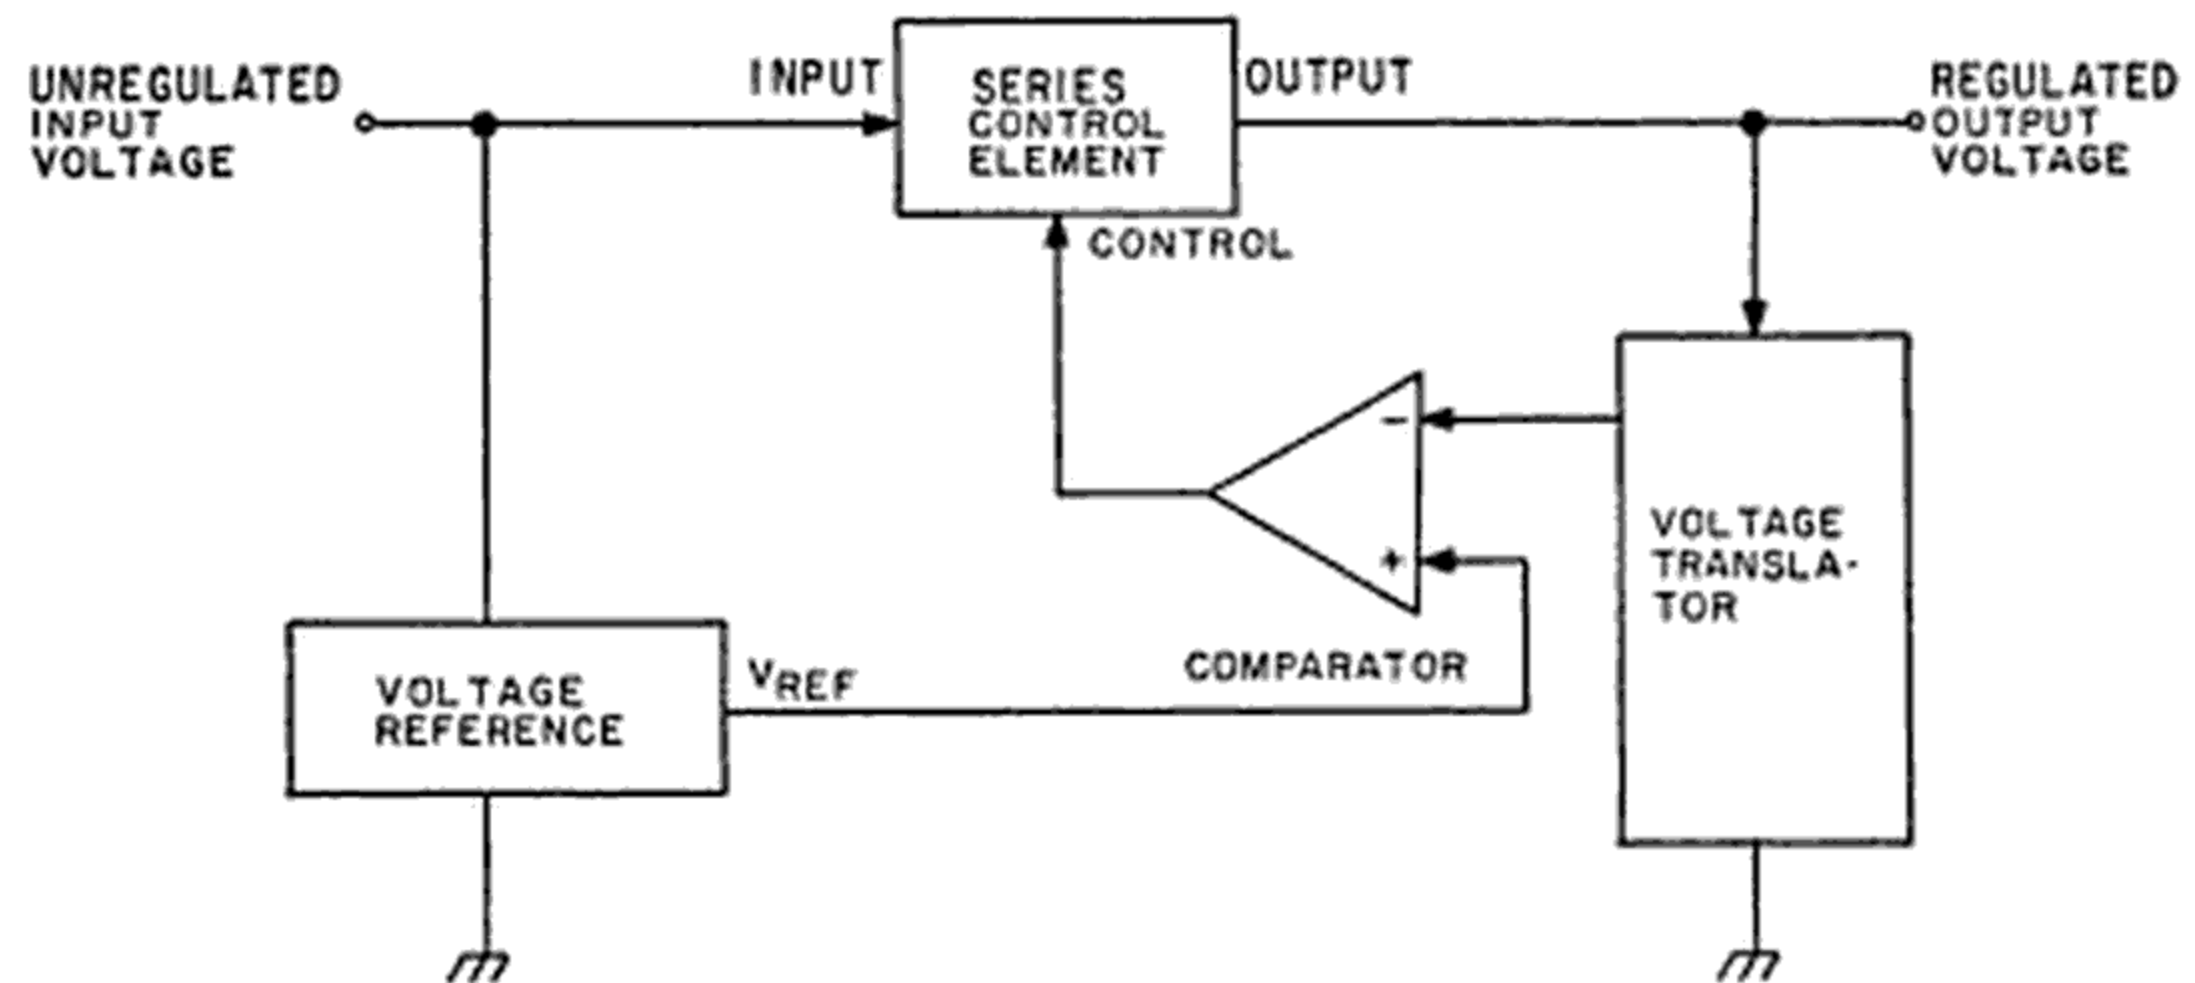 UNREGULATED
INPUT
VOLTAGE
INPUT
SERIES
CONTROL
ELEMENT
OUTPUT
REGULATED
OUTPUT
VOLTAGE
CONTROL
-
+
VOLTAGE
TRANSLA-
TOR
COMPARATOR
VREF
VOLTAGE
REFERENCE